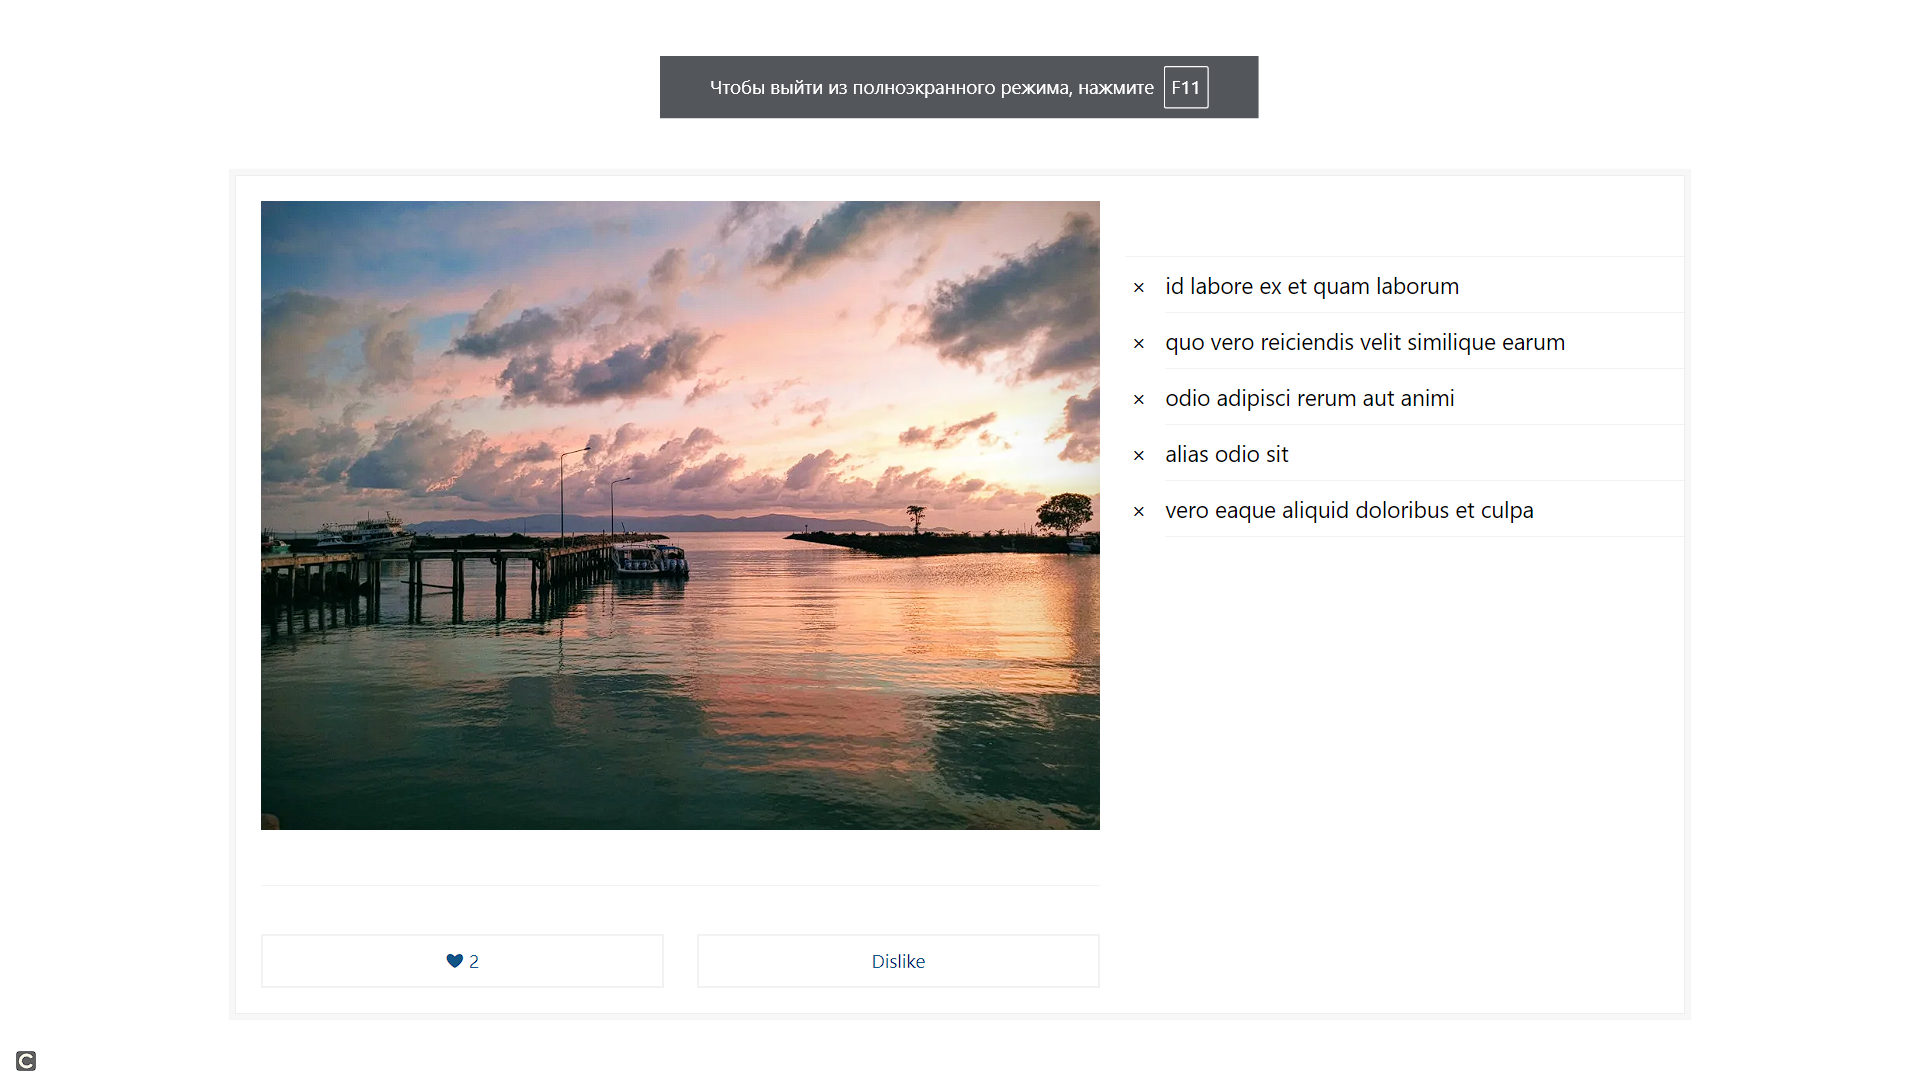 Чтобы выйти из полноэкранного режима, нажмите F11
× id labore ex et quam laborum
× quo vero reiciendis velit similique earum
× odio adipisci rerum aut animi
× alias odio sit
× vero eaque aliquid doloribus et culpa
2
Dislike
C